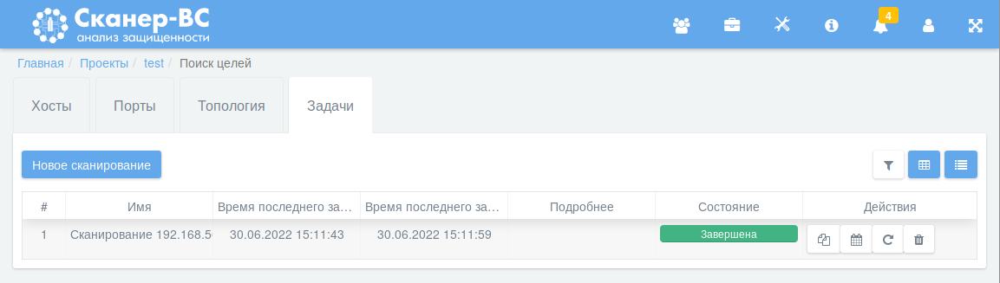 Сканер-ВС
анализ защищенности
4
Главная / Проекты / test / Поиск целей
Хосты Порты Топология Задачи
Новое сканирование
# Имя Время последнего за... Время последнего за... Подробнее Состояние Действия
1 Сканирование 192.168.5 30.06.2022 15:11:43 30.06.2022 15:11:59 Завершена